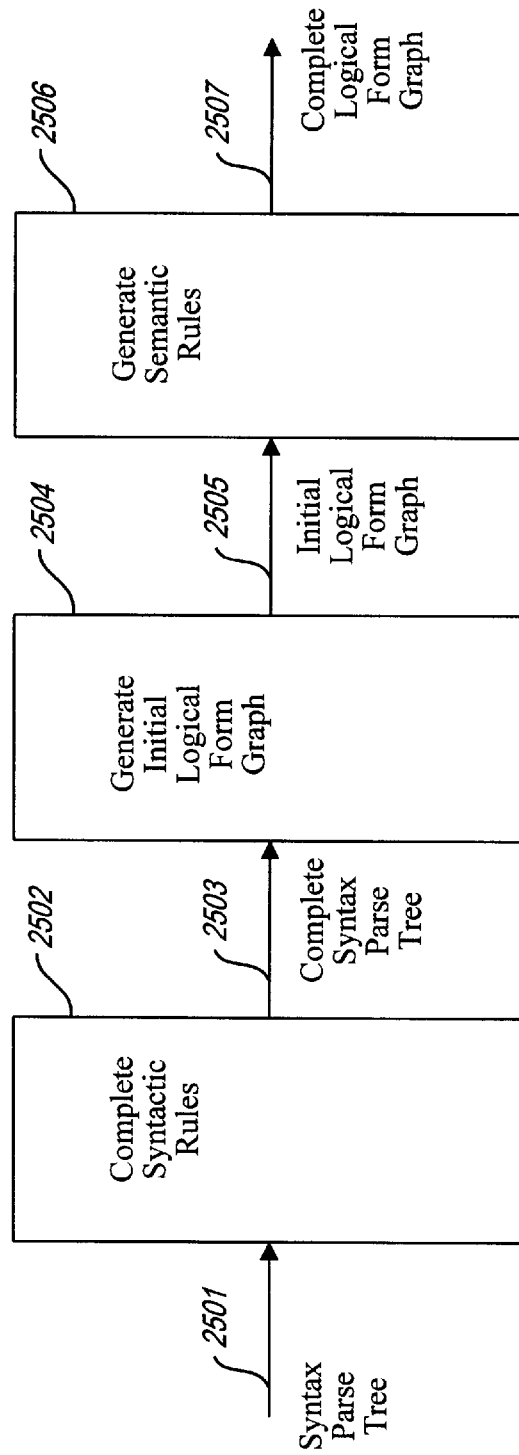 2501
Syntax
Parse
Tree
2502
Complete
Syntactic
Rules
2503
Complete
Syntax
Parse
Tree
2504
Generate
Initial
Logical
Form
Graph
2505
Initial
Logical
Form
Graph
2506
Generate
Semantic
Rules
2507
Complete
Logical
Form
Graph